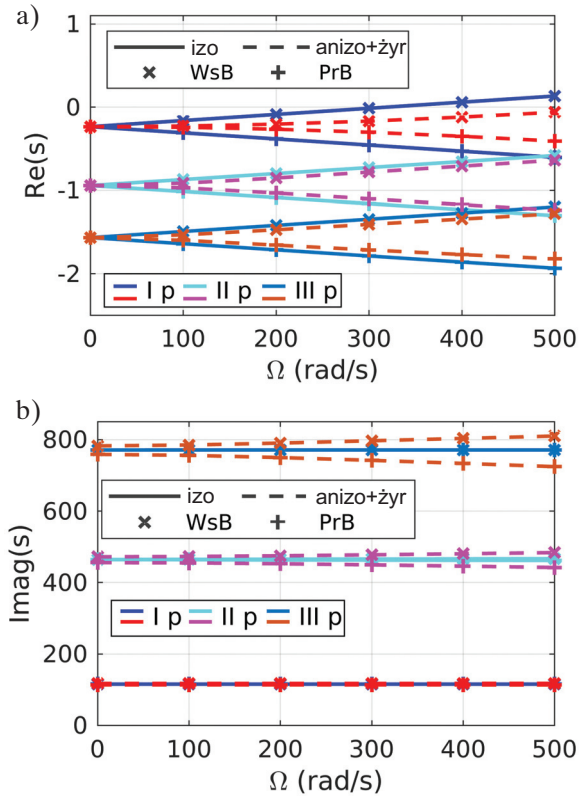 a)
1
izo
anizo+żyr
WsB
PrB
0
Re(s)
-1
-2
I p
II p
III p
0
100
200
300
400
500
Ω (rad/s)
b)
800
izo
anizo+żyr
WsB
PrB
600
Imag(s)
400
I p
II p
III p
200
0
0
100
200
300
400
500
Ω (rad/s)